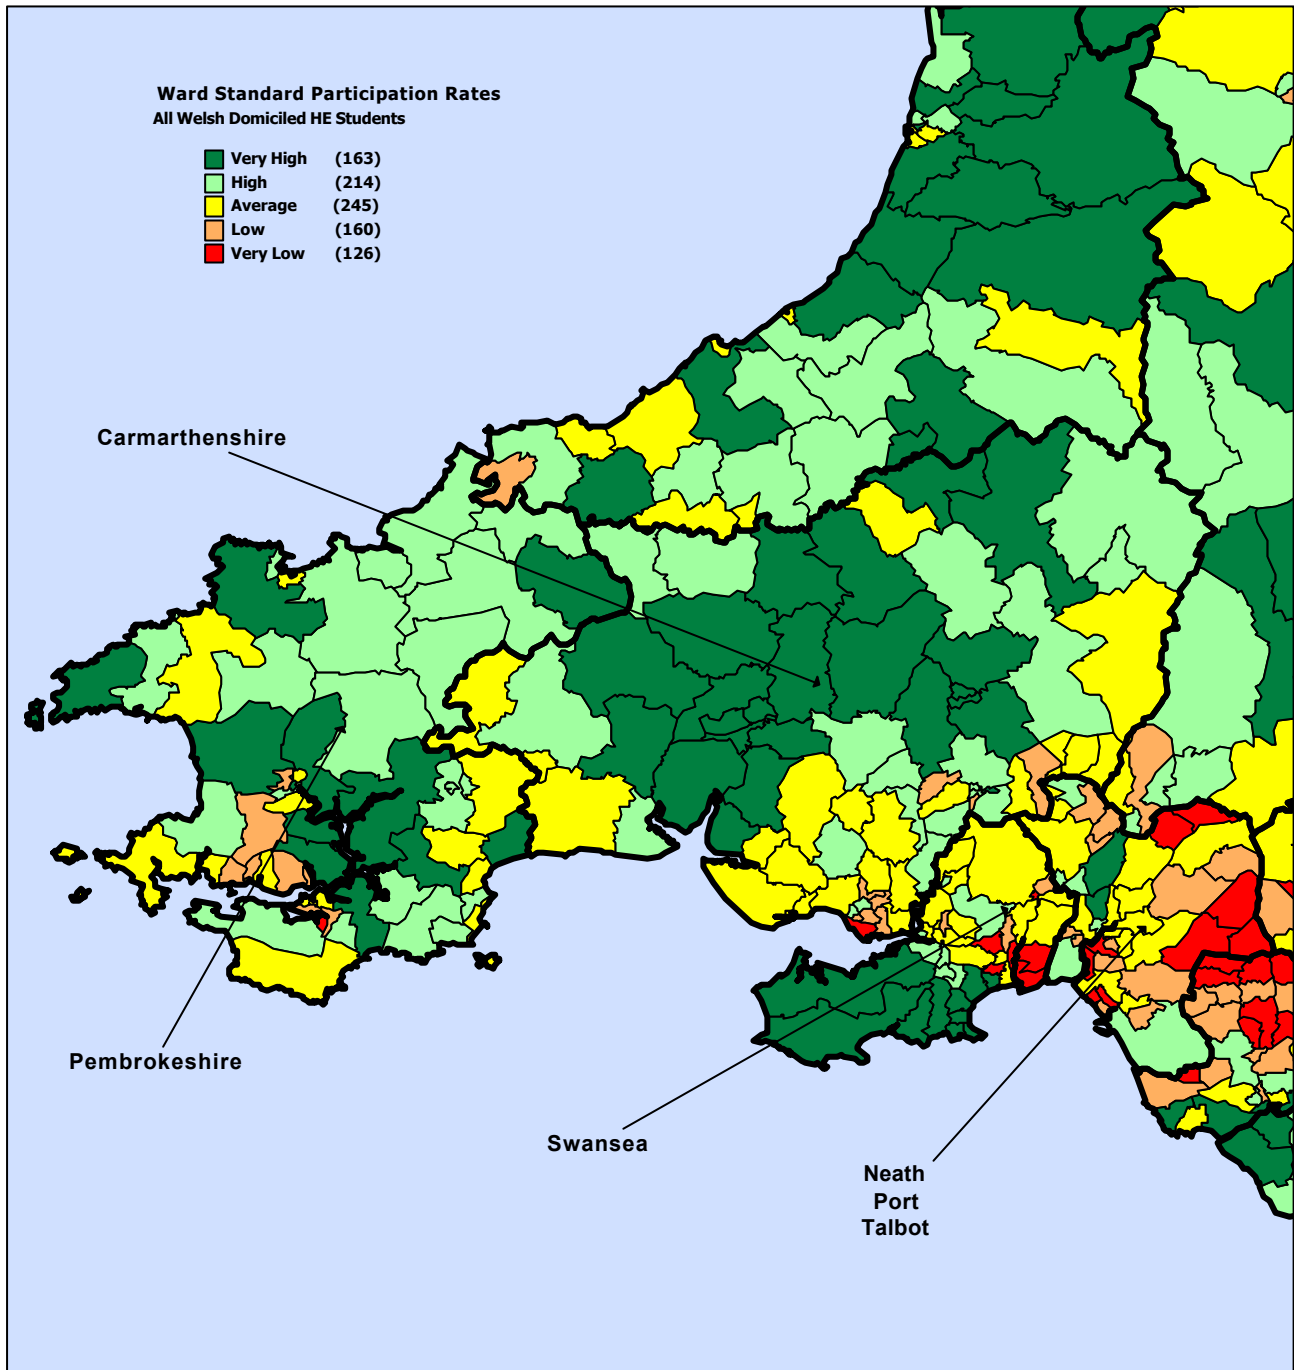 Ward Standard Participation Rates
All Welsh Domiciled HE Students
Very High (163)
High (214)
Average (245)
Low (160)
Very Low (126)
Carmarthenshire
Pembrokeshire
Swansea
Neath
Port
Talbot